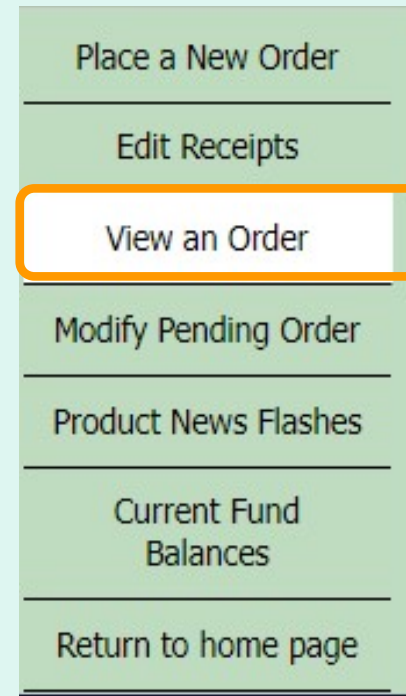 Place a New Order
Edit Receipts
View an Order
Modify Pending Order
Product News Flashes
Current Fund
Balances
Return to home page